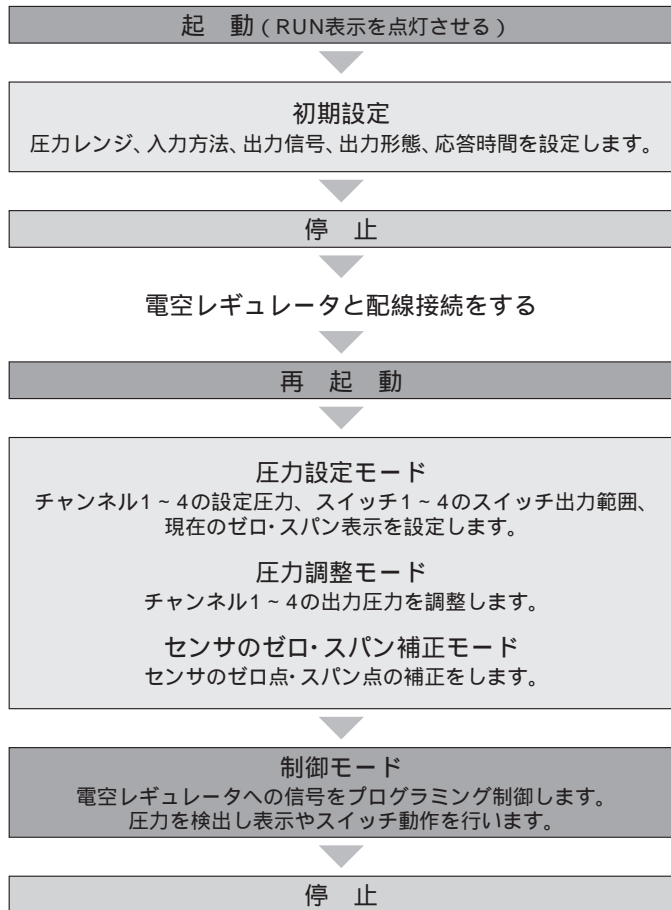 起　動(RUN表示を点灯させる)
初期設定
圧力レンジ、入力方法、出力信号、出力形態、応答時間を設定します。
停　止
電空レギュレータと配線接続をする
再　起　動
圧力設定モード
チャンネル1~4の設定圧力、スイッチ1~4のスイッチ出力範囲、
現在のゼロ・スパン表示を設定します。
圧力調整モード
チャンネル1~4の出力圧力を調整します。
センサのゼロ・スパン補正モード
センサのゼロ点・スパン点の補正をします。
制御モード
電空レギュレータへの信号をプログラミング制御します。
圧力を検出し表示やスイッチ動作を行います。
停　止